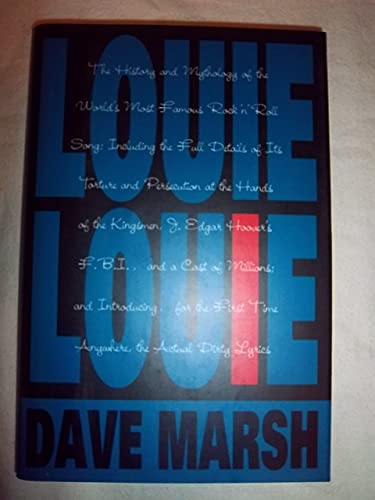 LOUIE
LOUIE
The History and Mythology of the
World's Most Famous Rock 'n' Roll
Song: Including the Full Details of Its
Torture and Persecution at the Hands
of the Kingsmen, J. Edgar Hoover's
F.B.I., and a Cast of Millions;
and Introducing, for the First Time
Anywhere, the Actual Dirty Lyrics
DAVE MARSH